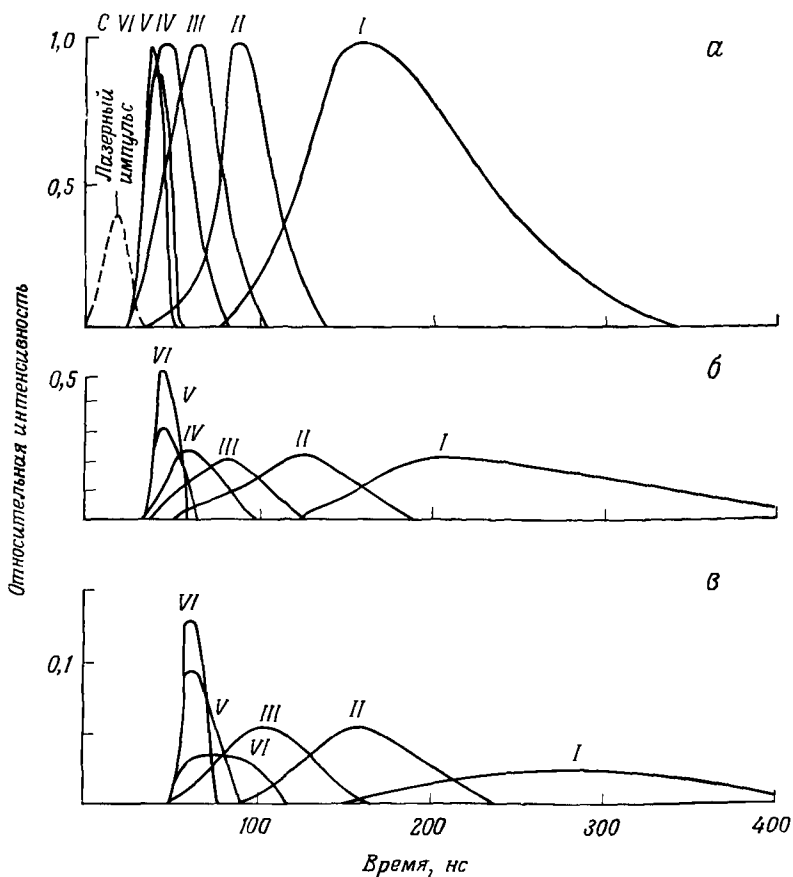 C VI V IV III II I
а
1,0
0,5
Лазерный
импульс
Относительная интенсивность
б
0,5
VI
V
IV
III
II
I
в
0,1
VI
V
III
VI
II
I
100
200
300
400
Время, нс